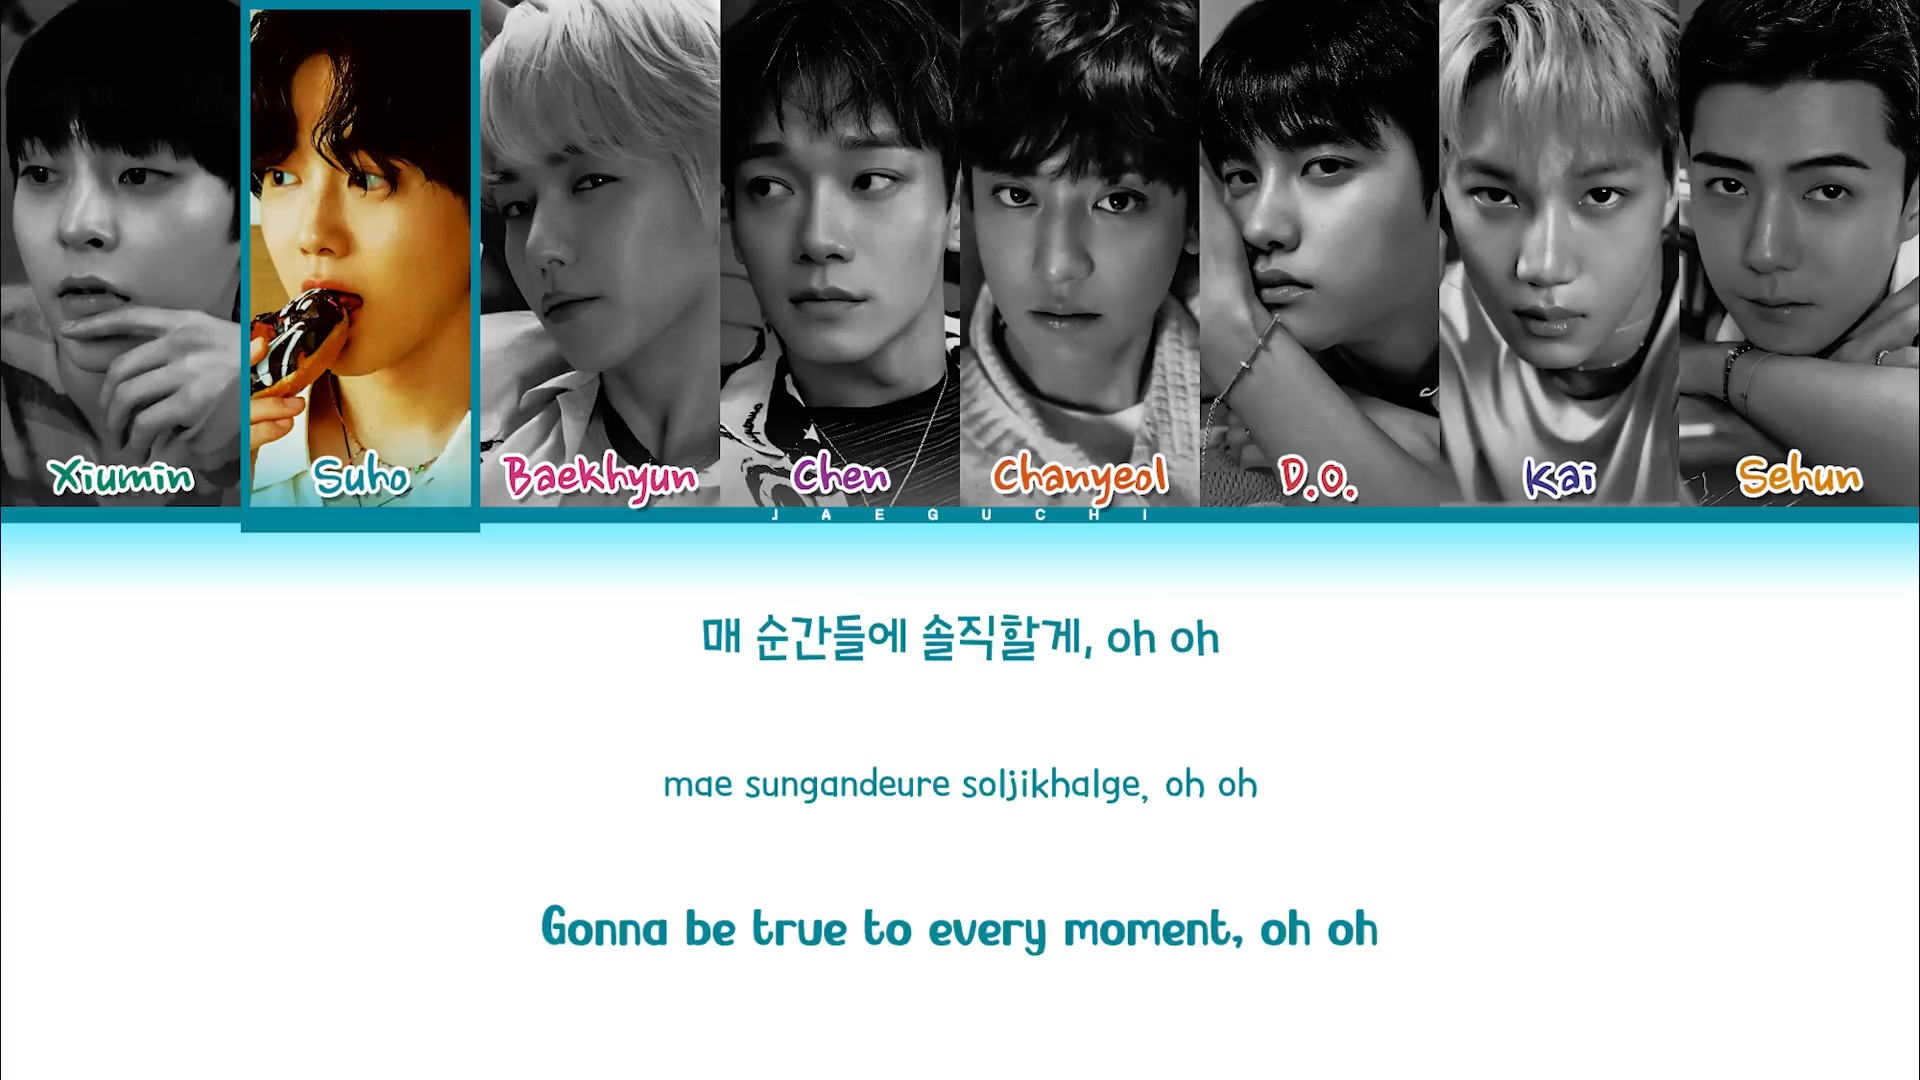 Xiumin Suho Baekhyun Chen Chanyeol D.O. Kai Sehun
JAEGUCHI
매 순간들에 솔직할게, oh oh
mae sungandeure soljikhalge, oh oh
Gonna be true to every moment, oh oh